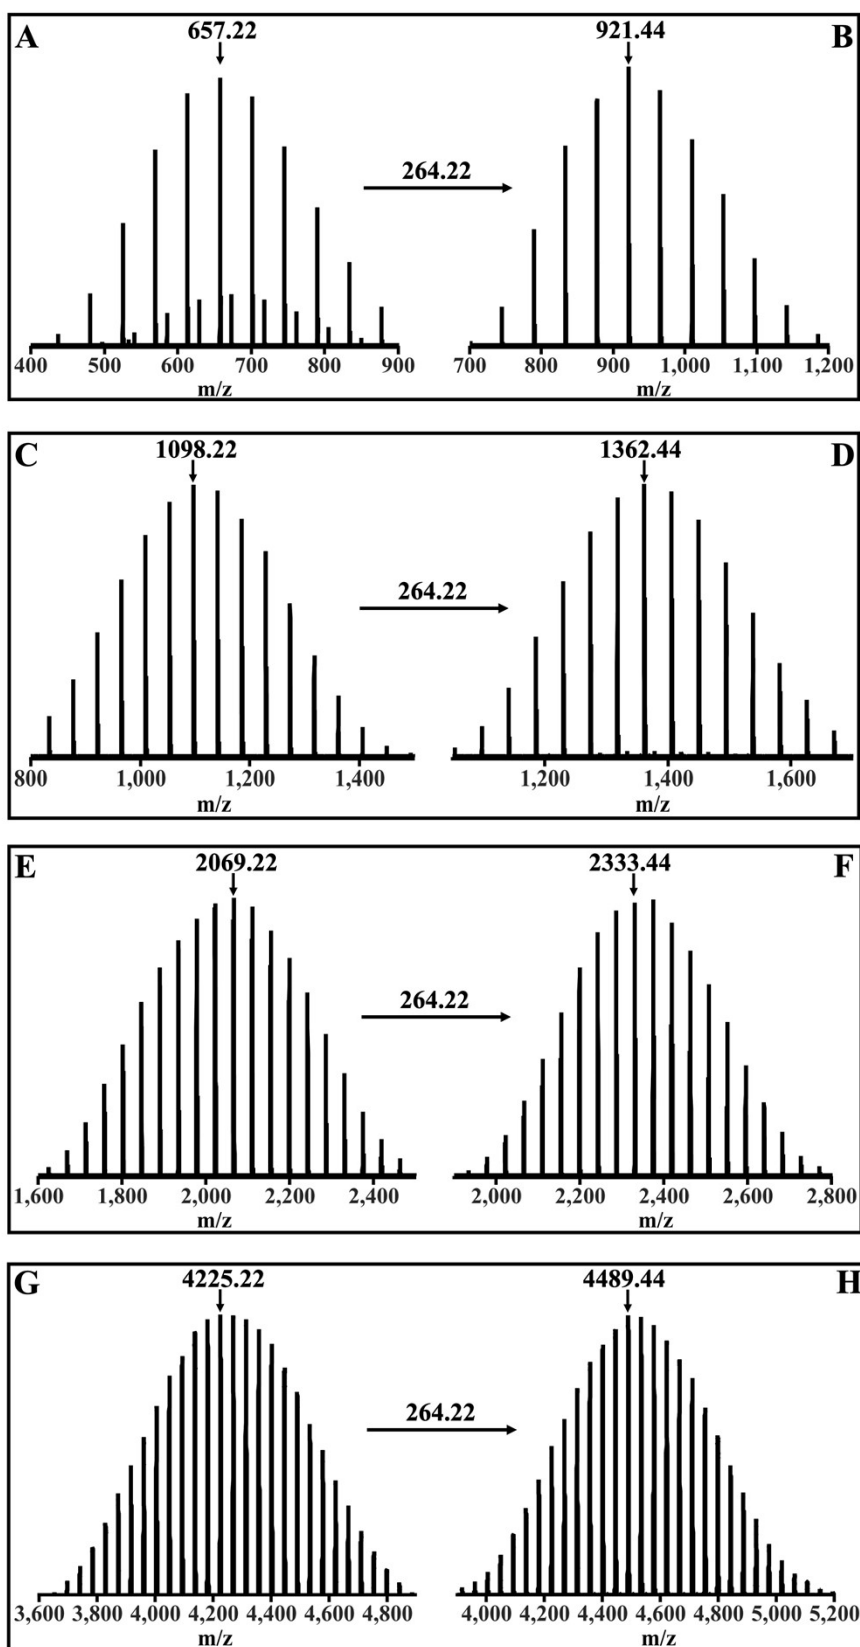 A 657.22 921.44 B
264.22
400 500 600 700 800 900 700 800 900 1,000 1,100 1,200
m/z m/z
C 1098.22 1362.44 D
264.22
800 1,000 1,200 1,400 1,200 1,400 1,600
m/z m/z
E 2069.22 2333.44 F
264.22
1,600 1,800 2,000 2,200 2,400 2,000 2,200 2,400 2,600 2,800
m/z m/z
G 4225.22 4489.44 H
264.22
3,600 3,800 4,000 4,200 4,400 4,600 4,800 4,000 4,200 4,400 4,600 4,800 5,000 5,200
m/z m/z